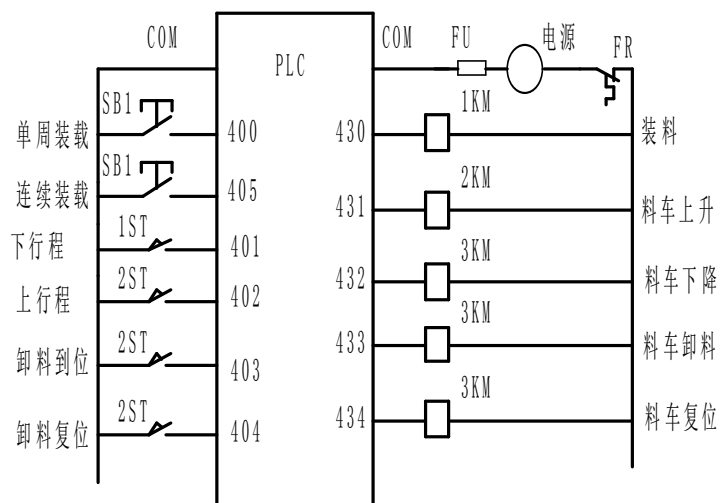 COM
PLC
COM
FU
电源
FR
SB1
单周装载
400
430
1KM
装料
SB1
连续装载
405
431
2KM
料车上升
1ST
下行程
401
432
3KM
料车下降
2ST
上行程
402
433
3KM
料车卸料
2ST
卸料到位
403
434
3KM
料车复位
2ST
卸料复位
404